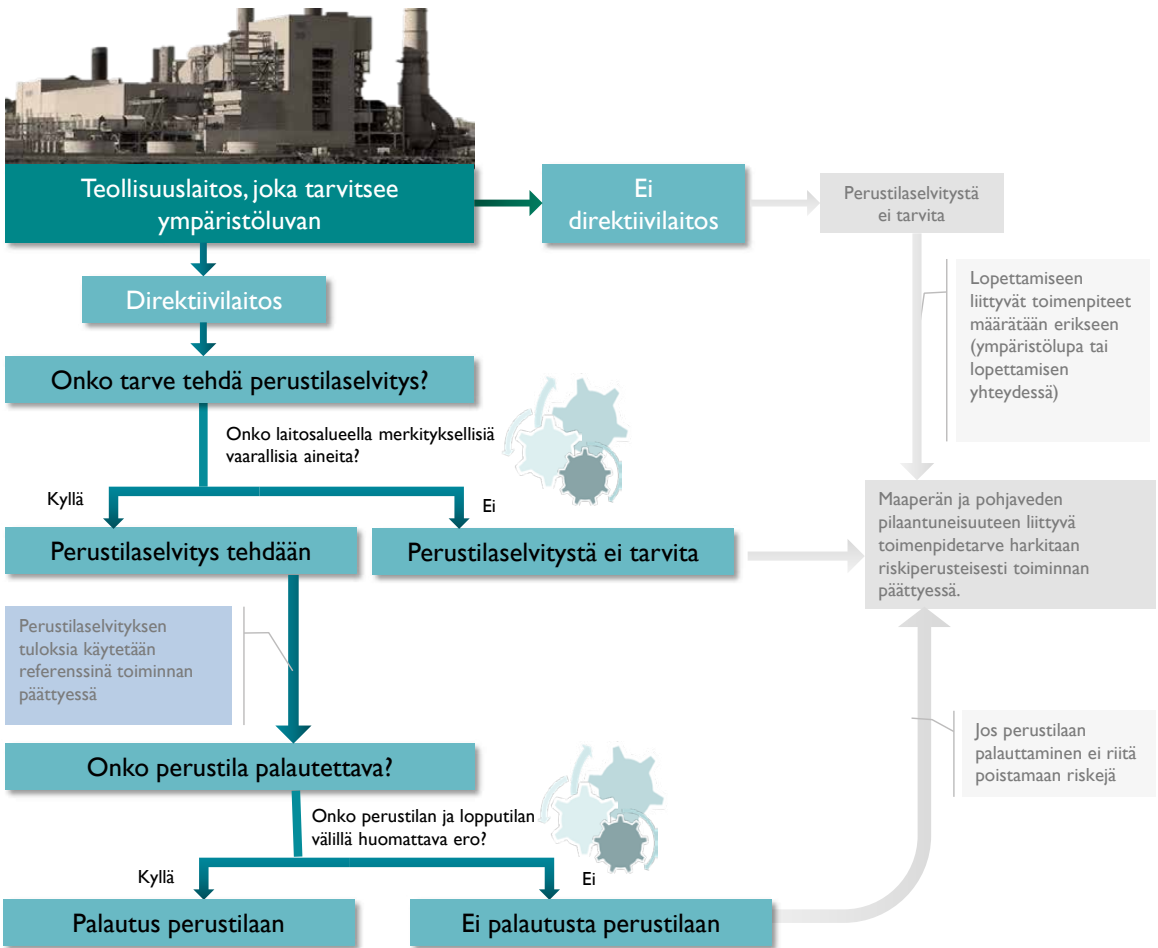 Teollisuuslaitos, joka tarvitsee
ympäristöluvan
Ei
direktiivilaitos
Perustilaselvitystä
ei tarvita
Direktiivilaitos
Lopettamiseen
liittyvät toimenpiteet
määrätään erikseen
(ympäristölupa tai
lopettamisen
yhteydessä)
Onko tarve tehdä perustilaselvitys?
Onko laitosalueella merkityksellisiä
vaarallisia aineita?
Kyllä
Ei
Perustilaselvitys tehdään
Perustilaselvitystä ei tarvita
Maaperän ja pohjaveden
pilaantuneisuuteen liittyvä
toimenpidetarve harkitaan
riskiperusteisesti toiminnan
päättyessä.
Perustilaselvityksen
tuloksia käytetään
referenssinä toiminnan
päättyessä
Jos perustilaan
palauttaminen ei riitä
poistamaan riskejä
Onko perustila palautettava?
Onko perustilan ja lopputilan
välillä huomattava ero?
Kyllä
Ei
Palautus perustilaan
Ei palautusta perustilaan